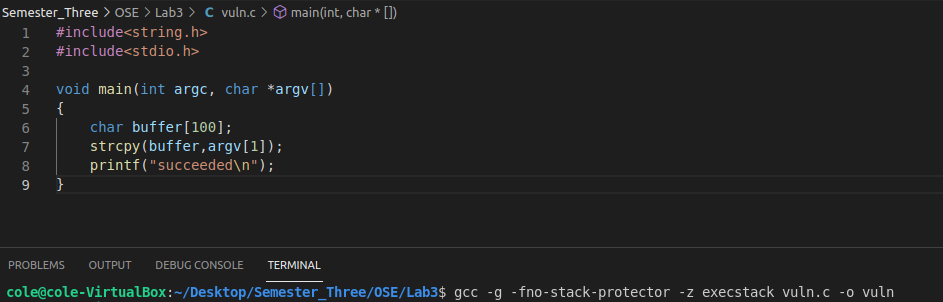 Semester_Three > OSE > Lab3 > C vuln.c > main(int, char * [])
1 #include<string.h>
2 #include<stdio.h>
3
4 void main(int argc, char *argv[])
5 {
6 char buffer[100];
7 strcpy(buffer,argv[1]);
8 printf("succeeded\n");
9 }
PROBLEMS OUTPUT DEBUG CONSOLE TERMINAL
cole@cole-VirtualBox:~/Desktop/Semester_Three/OSE/Lab3$ gcc -g -fno-stack-protector -z execstack vuln.c -o vuln